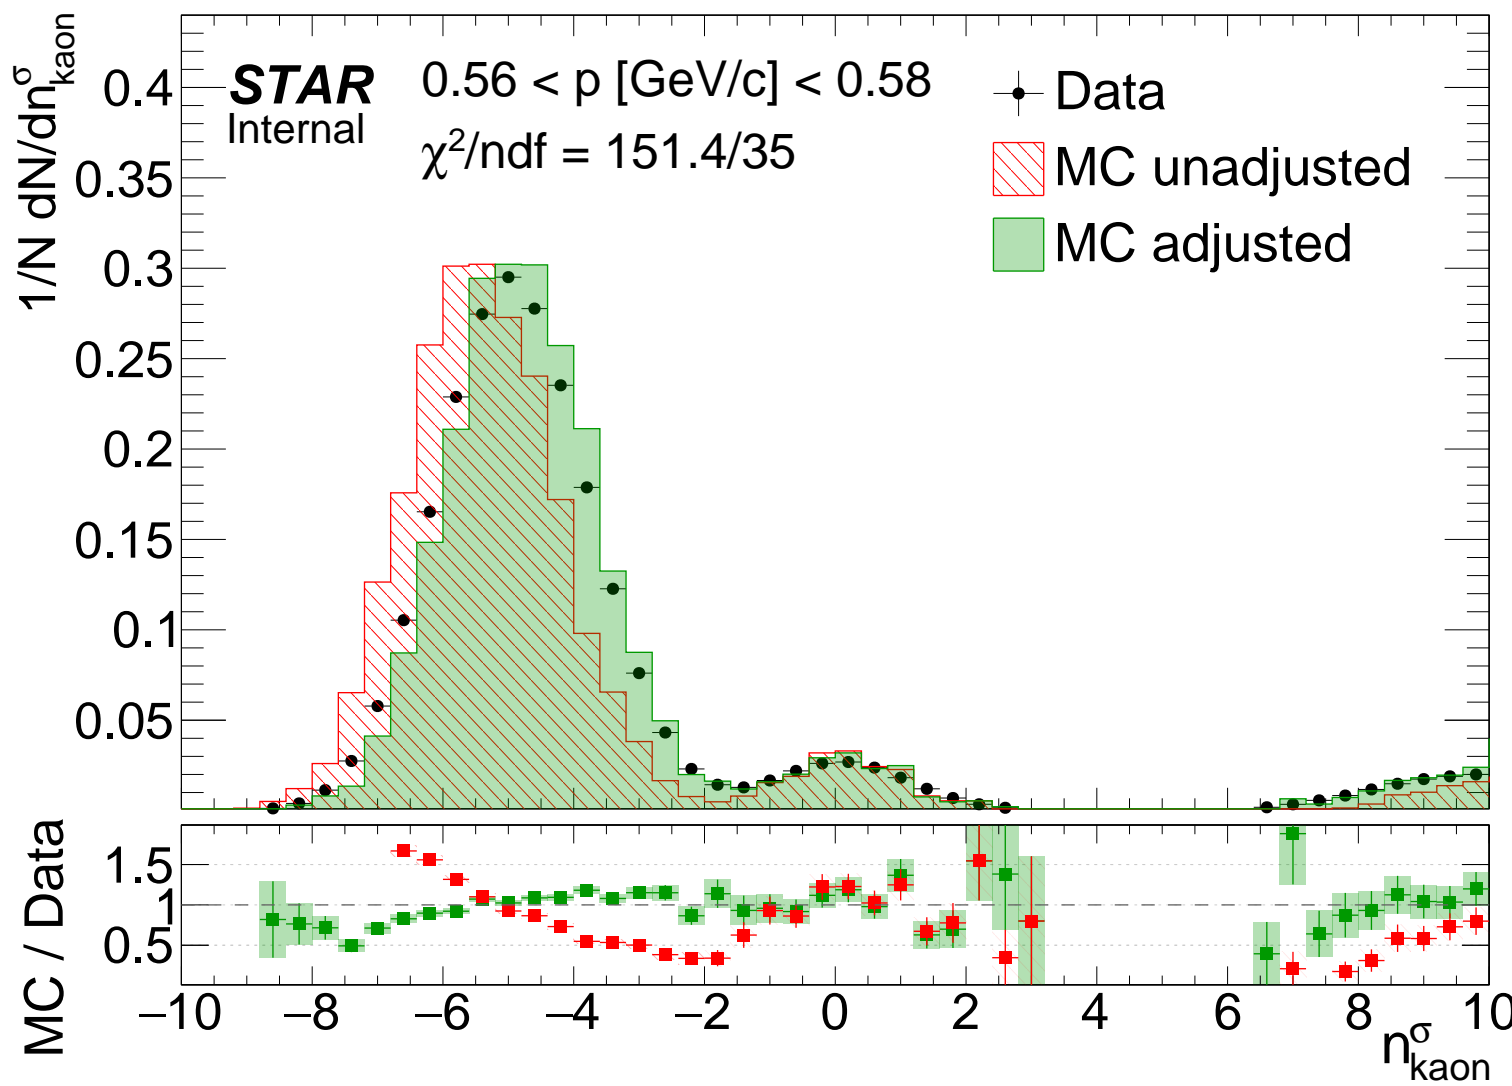 1/N dN/dn^σ_kaon
STAR
Internal
0.56 < p [GeV/c] < 0.58
χ²/ndf = 151.4/35
Data
MC unadjusted
MC adjusted
0.4
0.35
0.3
0.25
0.2
0.15
0.1
0.05
MC / Data
1.5
1
0.5
−10 −8 −6 −4 −2 0 2 4 6 8 10
n^σ_kaon